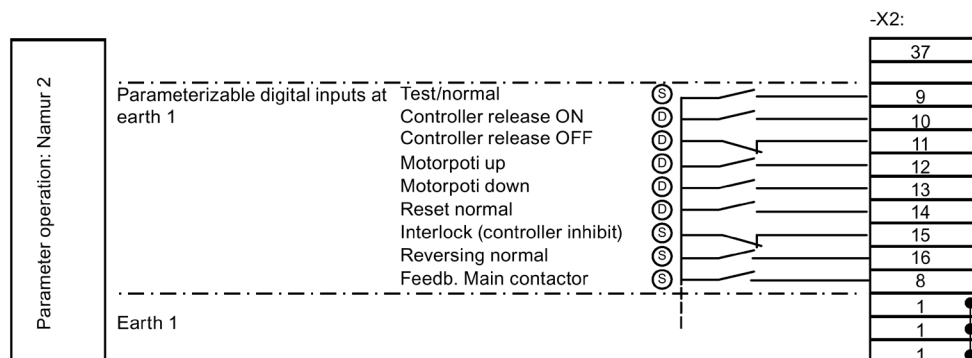 -X2:
37
Parameter operation: Namur 2
Parameterizable digital inputs at
earth 1
Test/normal S 9
Controller release ON D 10
Controller release OFF D 11
Motorpoti up D 12
Motorpoti down D 13
Reset normal D 14
Interlock (controller inhibit) S 15
Reversing normal S 16
Feedb. Main contactor S 8
Earth 1
1
1
1